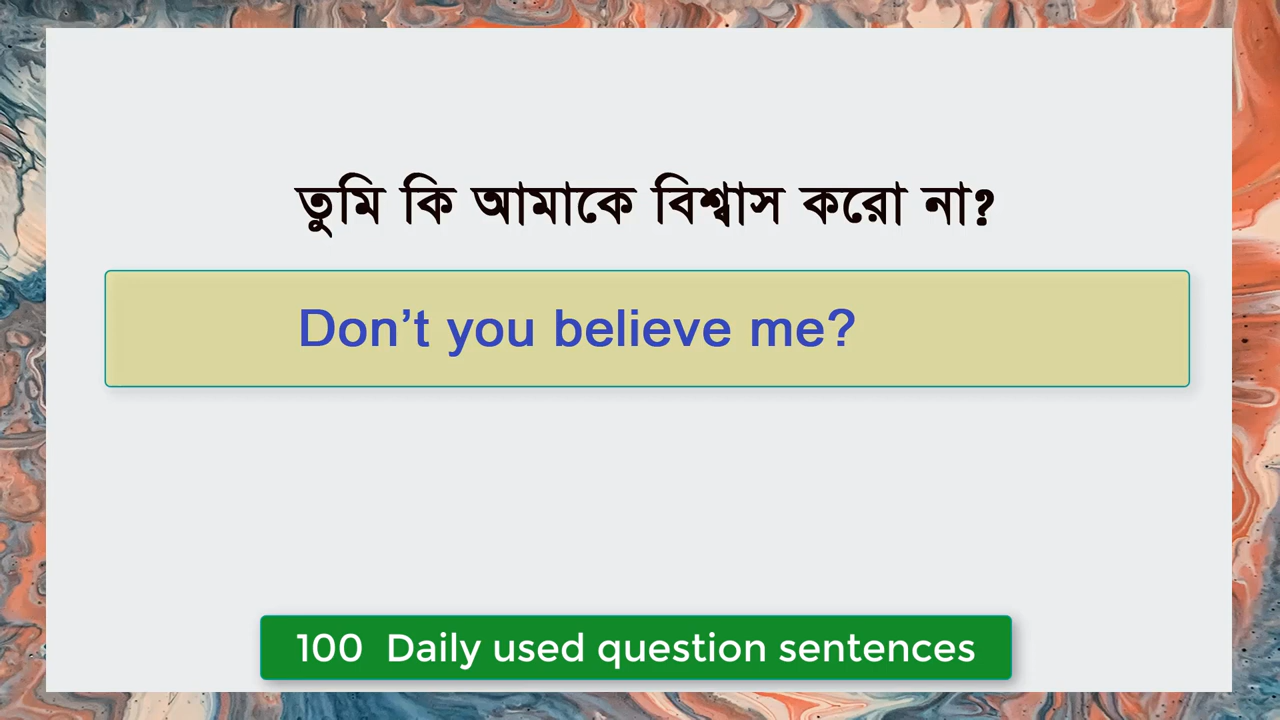 তুমি কি আমাকে বিশ্বাস করো না?
Don’t you believe me?
100 Daily used question sentences